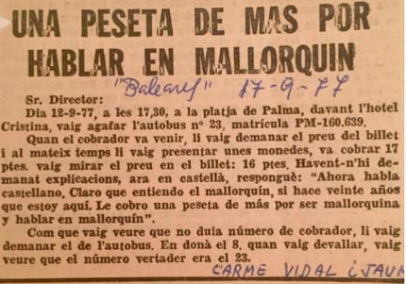 UNA PESETA DE MAS POR
HABLAR EN MALLORQUIN
"Baleares" 17-9-77
Sr. Director:
Dia 12-9-77, a les 17,30, a la platja de Palma, davant l'hotel
Cristina, vaig agafar l'autobus nº 23, matrícula PM-160.639.
Quan el cobrador va venir, li vaig demanar el preu del billet
i al mateix temps li vaig presentar unes monedes, va cobrar 17
ptes. vaig mirar el preu en el billet: 16 ptes. Havent-n'hi de-
manat explicacions, ara en castellà, respongué: "Ahora habla
castellano. Claro que entiendo el mallorquín, si hace veinte años
que estoy aquí. Le cobro una peseta de más por ser mallorquina
y hablar en mallorquín".
Com que vaig veure que no duia número de cobrador, li vaig
demanar el de l'autobus. En donà el 8, quan devallar, vaig
veure que el número vertader era el 23.
CARME VIDAL i JAUM